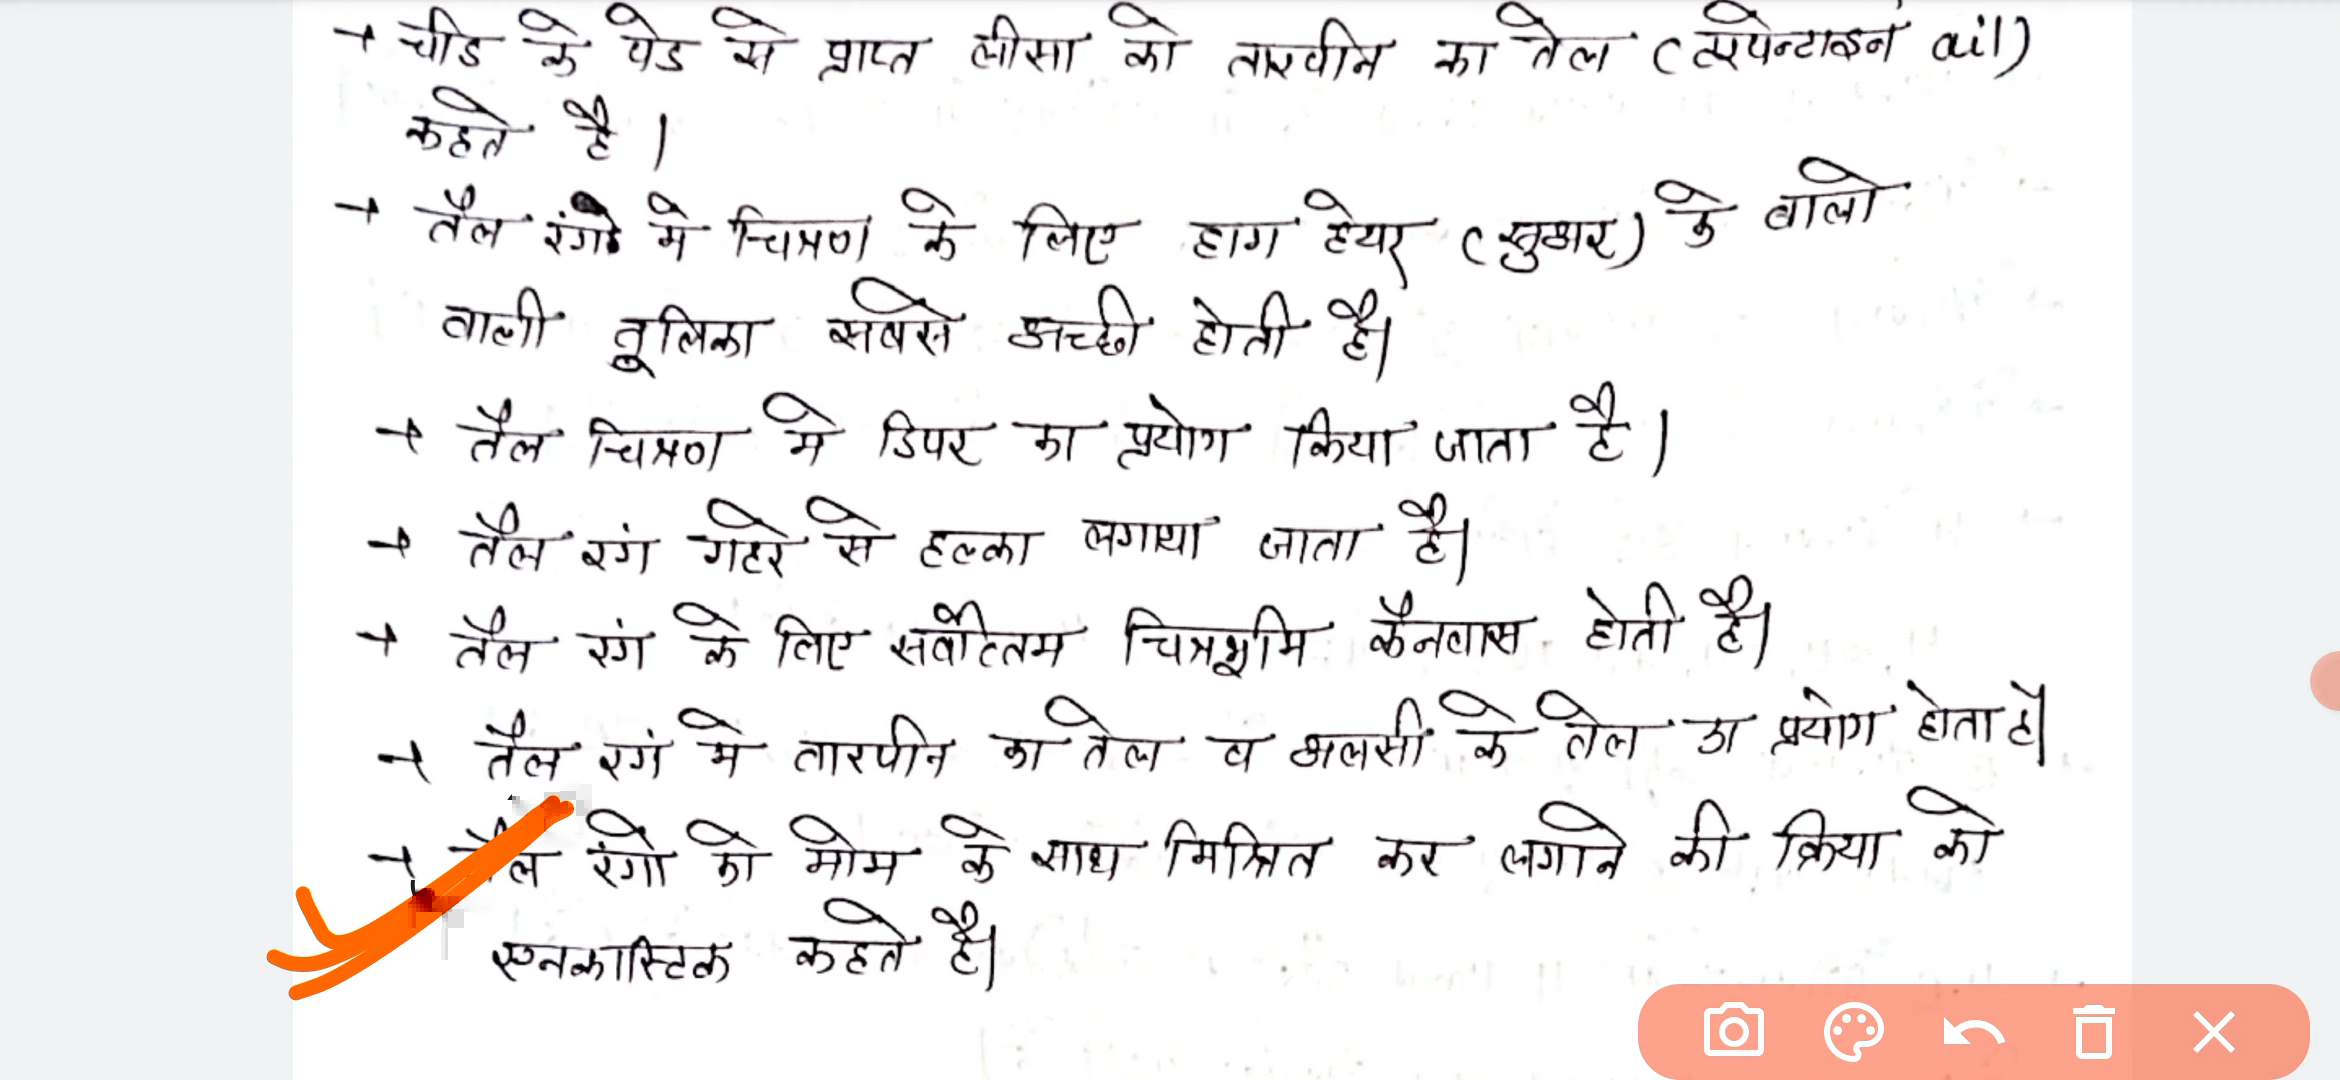 → चीड के पेड से प्राप्त लीसा को तारपीन का तेल (टरपेन्टाइन oil)
कहते है ।
→ तैल रंगो मे चित्रण के लिए हाग हेयर (सुअर) के बालो
वाली तूलिका सबसे अच्छी होती है।
→ तैल चित्रण मे डिपर का प्रयोग किया जाता है ।
→ तैल रंग गहरे से हल्का लगाया जाता है।
→ तैल रंग के लिए सर्वोत्तम चित्रभूमि कैनवास होती है।
→ तैल रंग मे तारपीन का तेल व अलसी के तेल का प्रयोग होता है।
→ तैल रंगो को मोम के साथ मिश्रित कर लगाने की क्रिया को
एनकास्टिक कहते है।